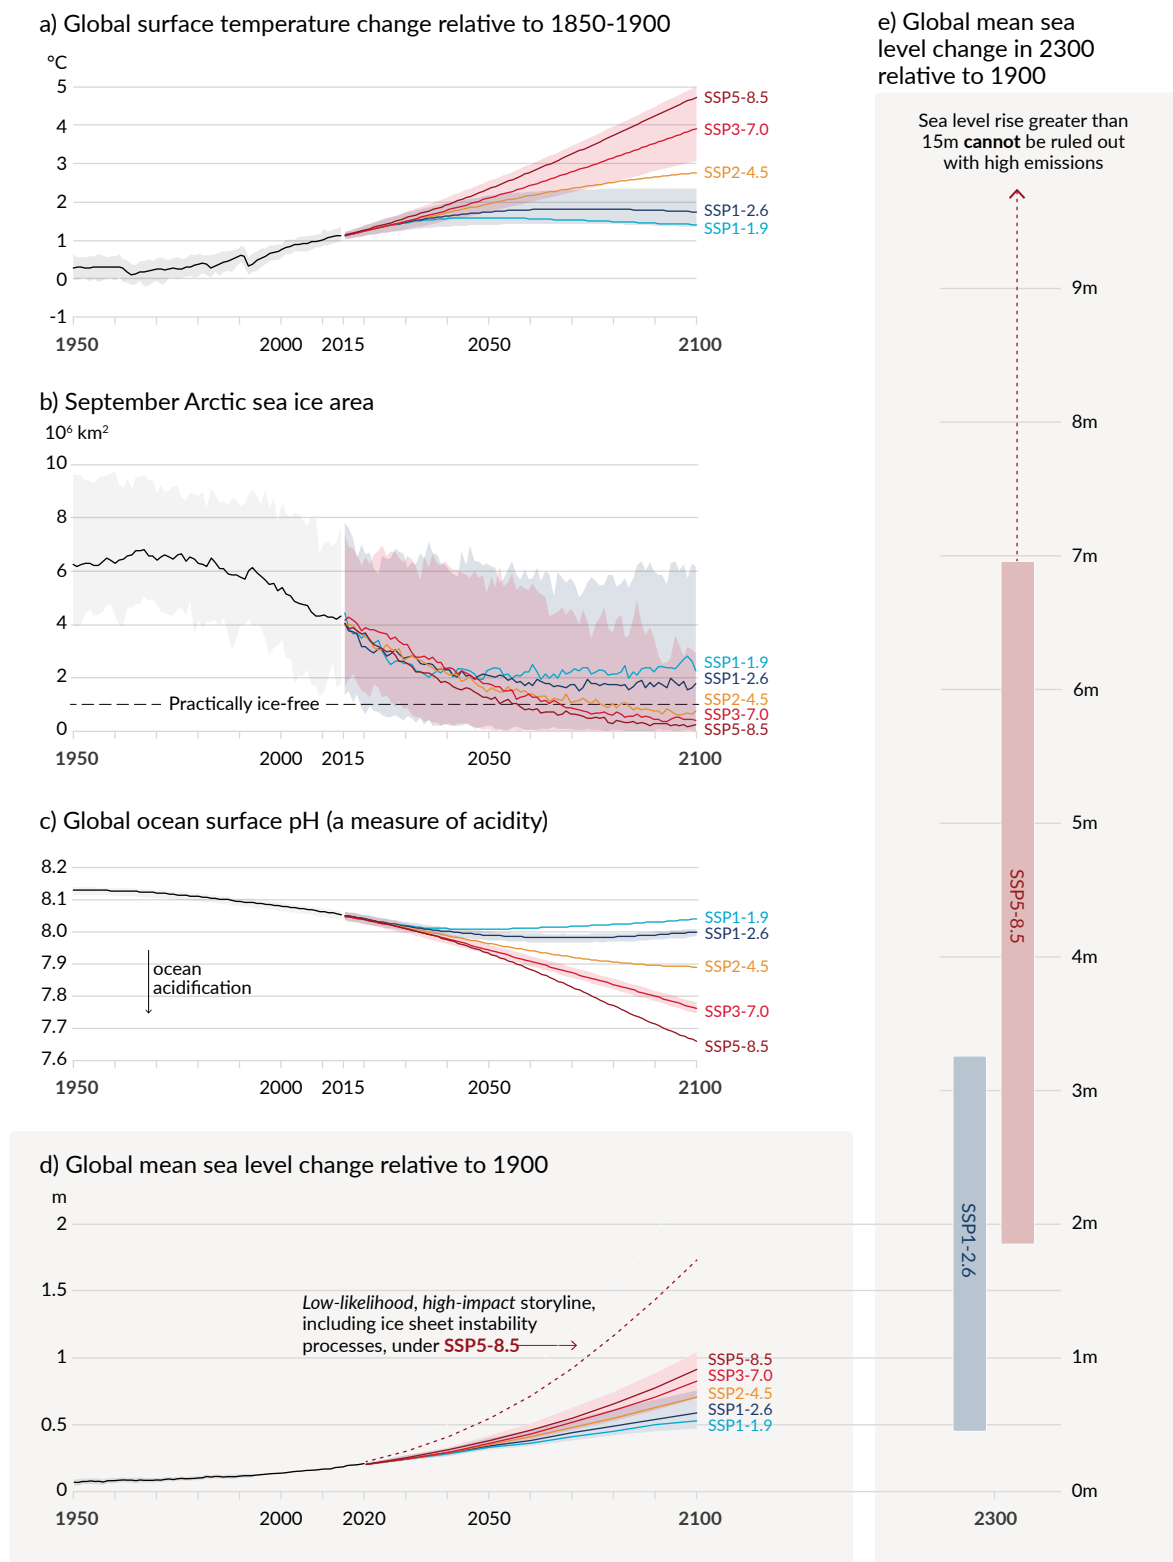 a) Global surface temperature change relative to 1850-1900
°C
5
4
3
2
1
0
-1
SSP5-8.5
SSP3-7.0
SSP2-4.5
SSP1-2.6
SSP1-1.9
1950 2000 2015 2050 2100
b) September Arctic sea ice area
10⁶ km²
10
8
6
4
2
0
Practically ice-free
SSP1-1.9
SSP1-2.6
SSP2-4.5
SSP3-7.0
SSP5-8.5
1950 2000 2015 2050 2100
c) Global ocean surface pH (a measure of acidity)
8.2
8.1
8.0
7.9
7.8
7.7
7.6
ocean
acidification
SSP1-1.9
SSP1-2.6
SSP2-4.5
SSP3-7.0
SSP5-8.5
1950 2000 2015 2050 2100
d) Global mean sea level change relative to 1900
m
2
1.5
1
0.5
0
Low-likelihood, high-impact storyline,
including ice sheet instability
processes, under SSP5-8.5
SSP5-8.5
SSP3-7.0
SSP2-4.5
SSP1-2.6
SSP1-1.9
1950 2000 2020 2050 2100
e) Global mean sea
level change in 2300
relative to 1900
Sea level rise greater than
15m cannot be ruled out
with high emissions
9m
8m
7m
6m
5m
4m
3m
2m
1m
0m
SSP5-8.5
SSP1-2.6
2300